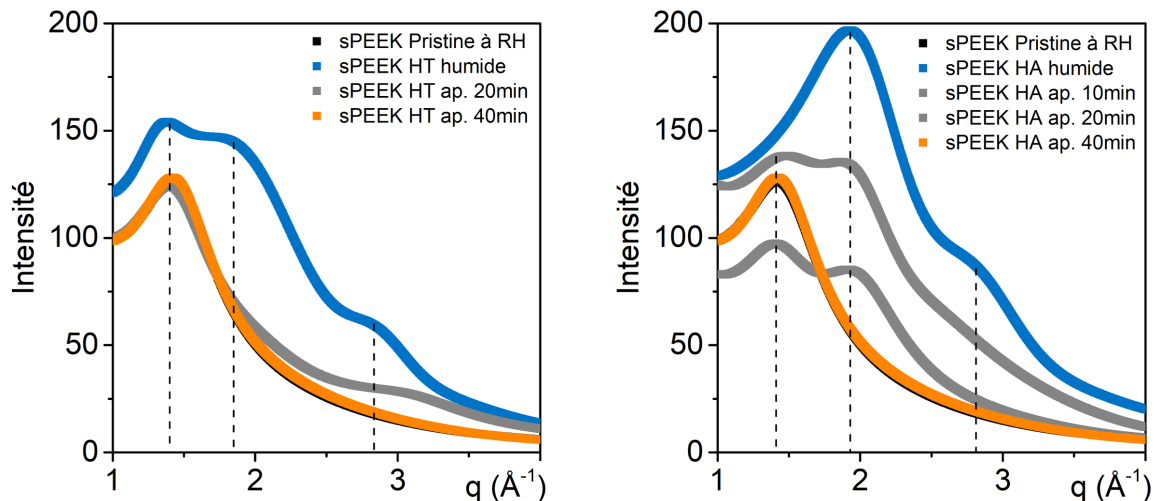 200
150
100
50
0
Intensité
sPEEK Pristine à RH
sPEEK HT humide
sPEEK HT ap. 20min
sPEEK HT ap. 40min
1
2
3
q (Å⁻¹)
200
150
100
50
0
Intensité
sPEEK Pristine à RH
sPEEK HA humide
sPEEK HA ap. 10min
sPEEK HA ap. 20min
sPEEK HA ap. 40min
1
2
3
q (Å⁻¹)